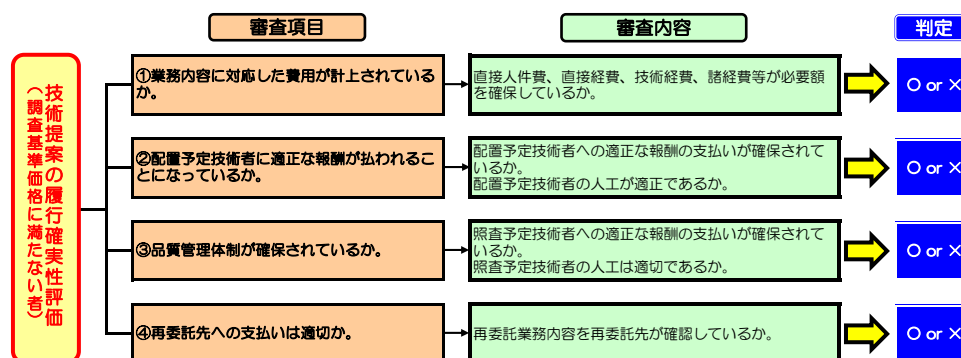 審査項目
審査内容
判定
技術提案の履行確実性評価
（調査基準価格に満たない者）
①業務内容に対応した費用が計上されている
か。
直接人件費、直接経費、技術経費、諸経費等が必要額
を確保しているか。
○ or ×
②配置予定技術者に適正な報酬が払われるこ
とになっているか。
配置予定技術者への適正な報酬の支払いが確保されて
いるか。
配置予定技術者の人工が適正であるか。
○ or ×
③品質管理体制が確保されているか。
照査予定技術者への適正な報酬の支払いが確保されて
いるか。
照査予定技術者の人工は適切であるか。
○ or ×
④再委託先への支払いは適切か。
再委託業務内容を再委託先が確認しているか。
○ or ×